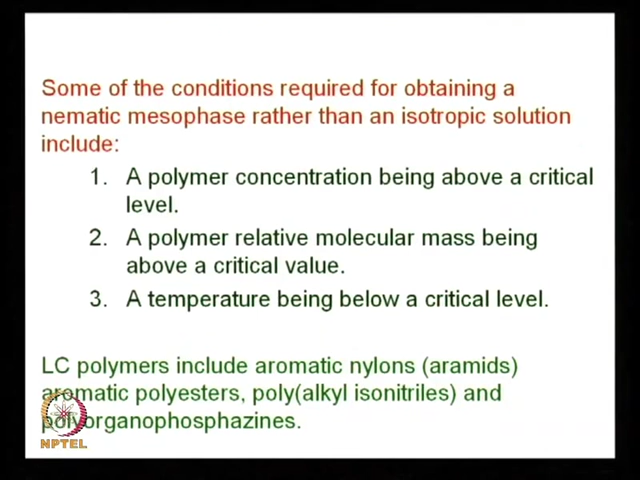 Some of the conditions required for obtaining a
nematic mesophase rather than an isotropic solution
include:
1. A polymer concentration being above a critical
level.
2. A polymer relative molecular mass being
above a critical value.
3. A temperature being below a critical level.
LC polymers include aromatic nylons (aramids)
aromatic polyesters, poly(alkyl isonitriles) and
polyorganophosphazines.
NPTEL